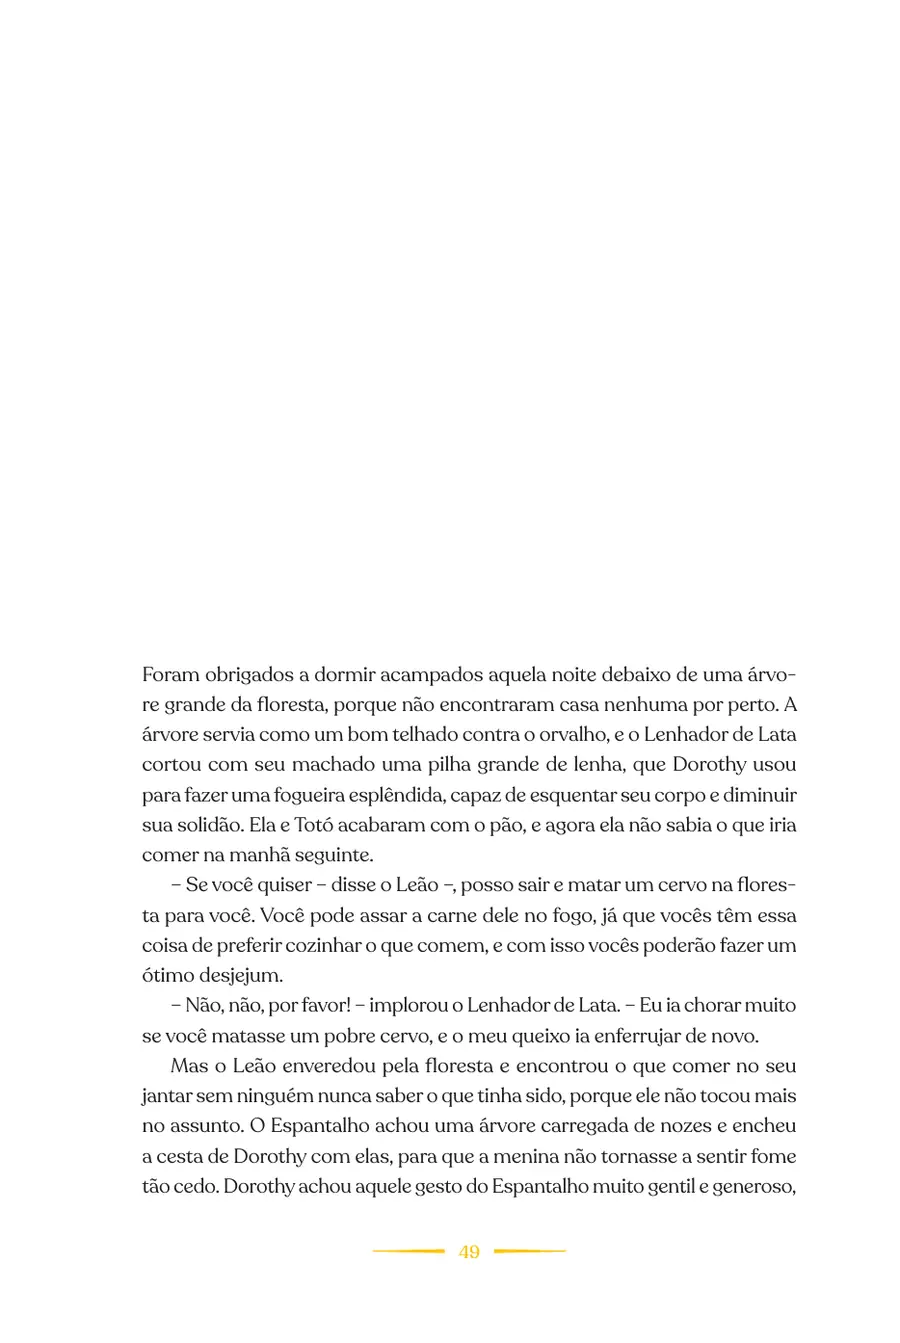 Foram obrigados a dormir acampados aquela noite debaixo de uma árvo-
re grande da floresta, porque não encontraram casa nenhuma por perto. A
árvore servia como um bom telhado contra o orvalho, e o Lenhador de Lata
cortou com seu machado uma pilha grande de lenha, que Dorothy usou
para fazer uma fogueira esplêndida, capaz de esquentar seu corpo e diminuir
sua solidão. Ela e Totó acabaram com o pão, e agora ela não sabia o que iria
comer na manhã seguinte.
– Se você quiser – disse o Leão –, posso sair e matar um cervo na flores-
ta para você. Você pode assar a carne dele no fogo, já que vocês têm essa
coisa de preferir cozinhar o que comem, e com isso vocês poderão fazer um
ótimo desjejum.
– Não, não, por favor! – implorou o Lenhador de Lata. – Eu ia chorar muito
se você matasse um pobre cervo, e o meu queixo ia enferrujar de novo.
Mas o Leão enveredou pela floresta e encontrou o que comer no seu
jantar sem ninguém nunca saber o que tinha sido, porque ele não tocou mais
no assunto. O Espantalho achou uma árvore carregada de nozes e encheu
a cesta de Dorothy com elas, para que a menina não tornasse a sentir fome
tão cedo. Dorothy achou aquele gesto do Espantalho muito gentil e generoso,
49